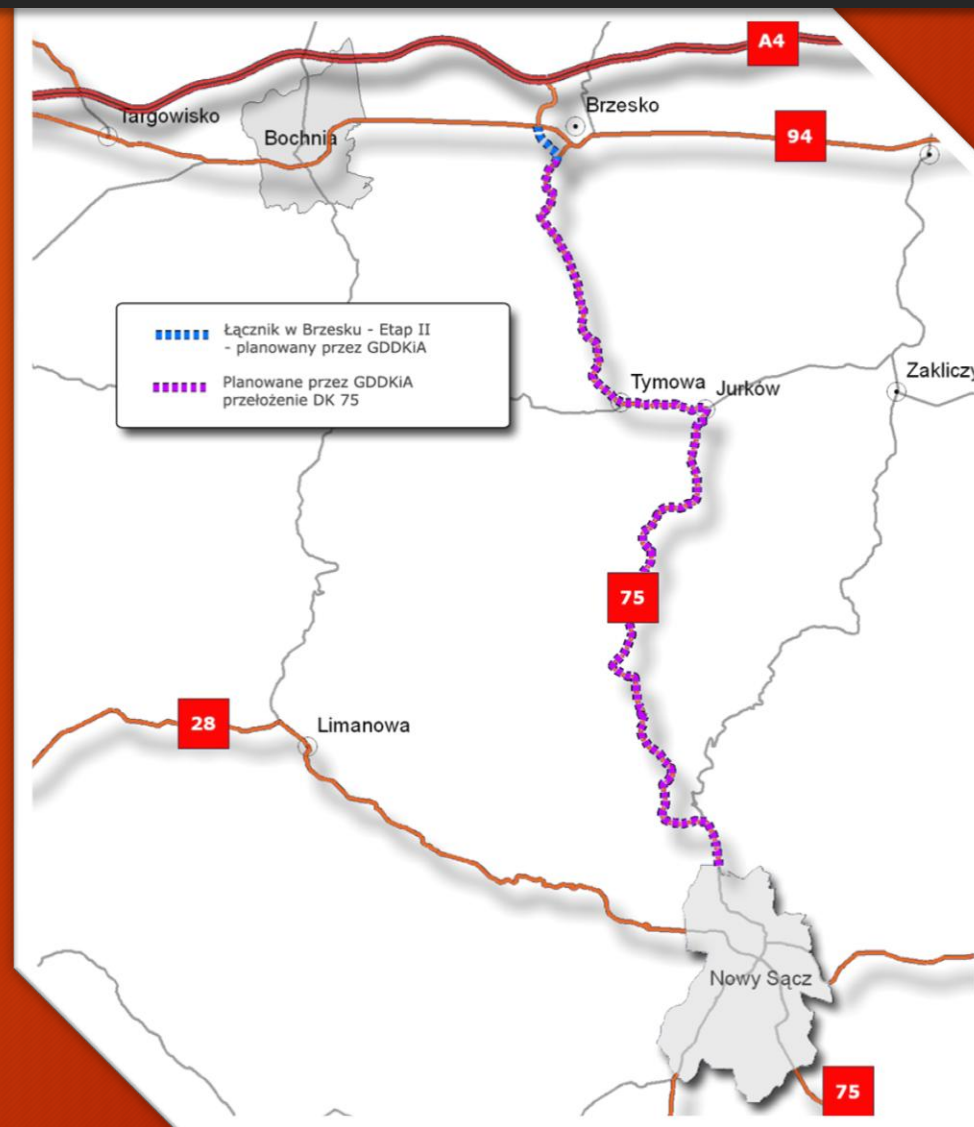 A4
Targowisko
Brzesko
Bochnia
94
Łącznik w Brzesku - Etap II
- planowany przez GDDKiA
Planowane przez GDDKiA
przełożenie DK 75
Tymowa
Jurków
Zakliczy
75
28
Limanowa
Nowy Sącz
75